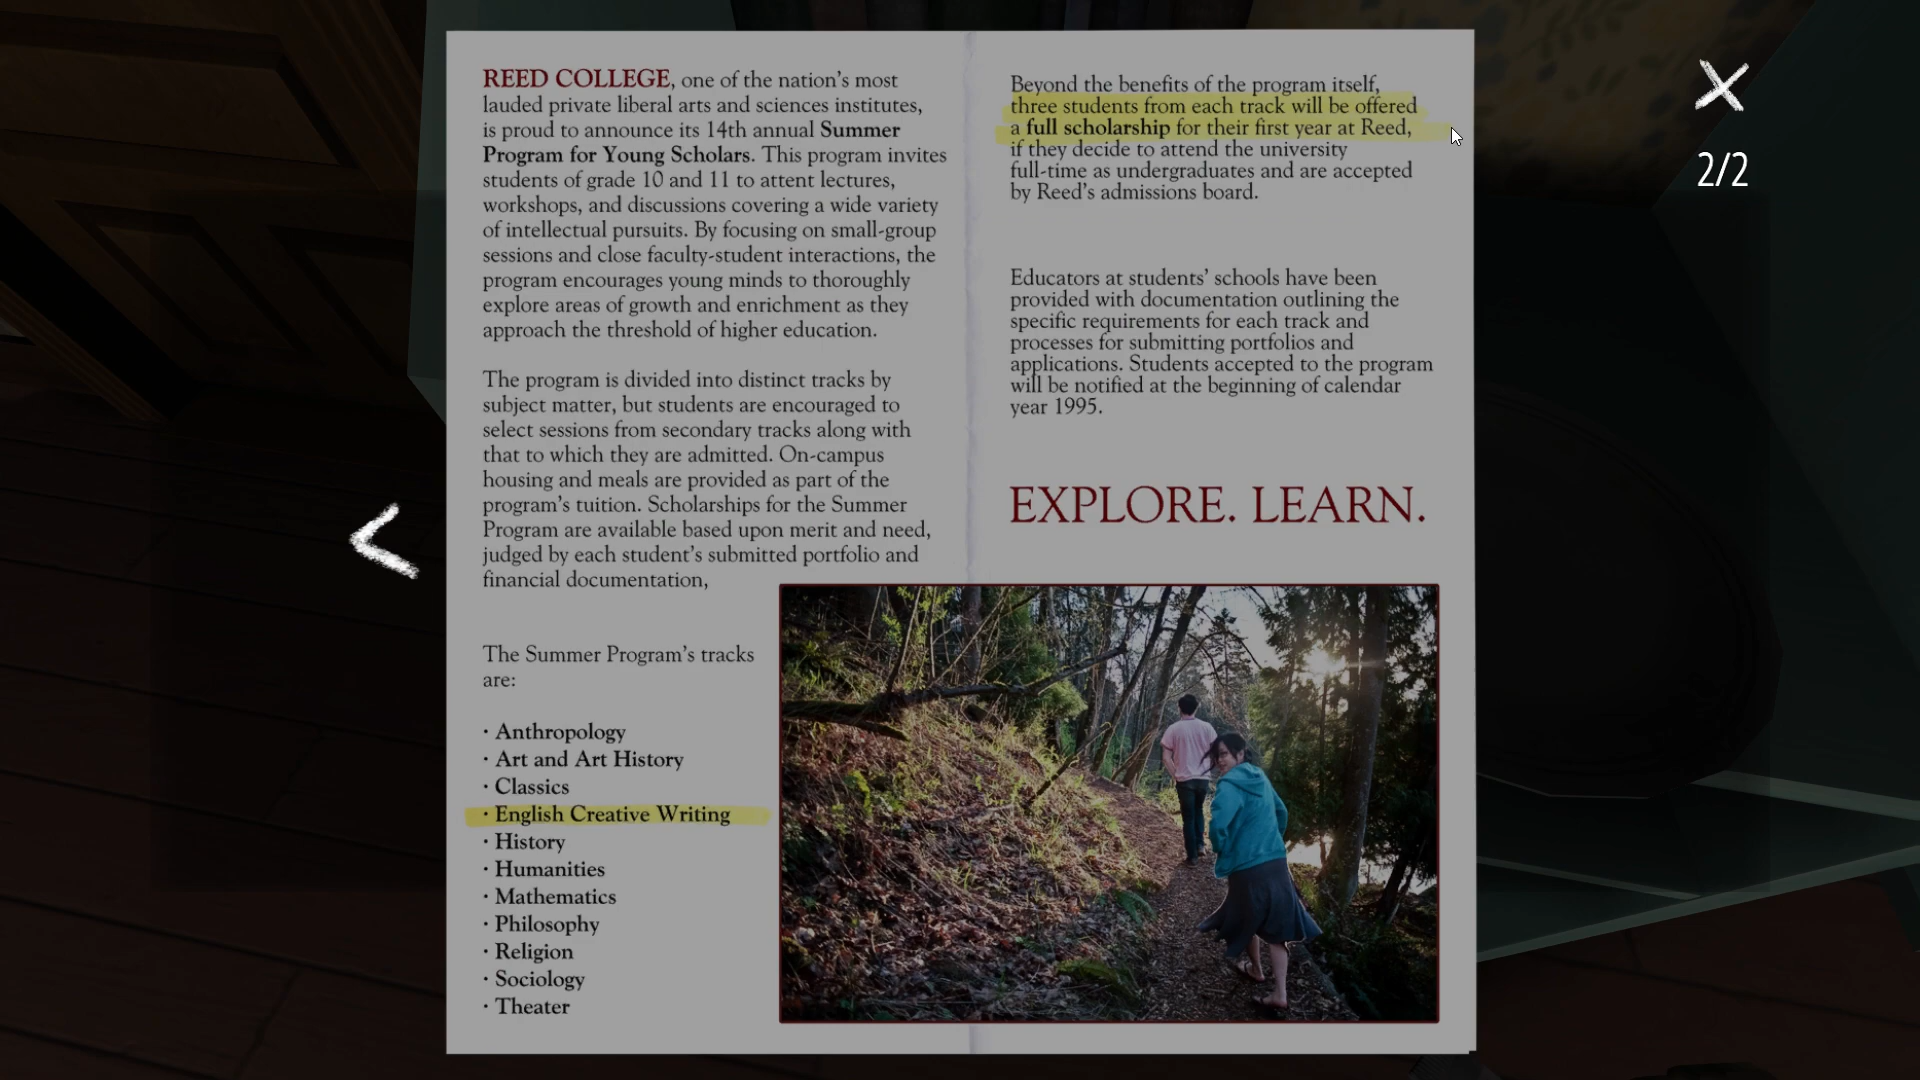 REED COLLEGE, one of the nation's most
lauded private liberal arts and sciences institutes,
is proud to announce its 14th annual Summer
Program for Young Scholars. This program invites
students of grade 10 and 11 to attent lectures,
workshops, and discussions covering a wide variety
of intellectual pursuits. By focusing on small-group
sessions and close faculty-student interactions, the
program encourages young minds to thoroughly
explore areas of growth and enrichment as they
approach the threshold of higher education.
The program is divided into distinct tracks by
subject matter, but students are encouraged to
select sessions from secondary tracks along with
that to which they are admitted. On-campus
housing and meals are provided as part of the
program's tuition. Scholarships for the Summer
Program are available based upon merit and need,
judged by each student's submitted portfolio and
financial documentation,
The Summer Program's tracks
are:
· Anthropology
· Art and Art History
· Classics
· English Creative Writing
· History
· Humanities
· Mathematics
· Philosophy
· Religion
· Sociology
· Theater
Beyond the benefits of the program itself,
three students from each track will be offered
a full scholarship for their first year at Reed,
if they decide to attend the university
full-time as undergraduates and are accepted
by Reed's admissions board.
Educators at students' schools have been
provided with documentation outlining the
specific requirements for each track and
processes for submitting portfolios and
applications. Students accepted to the program
will be notified at the beginning of calendar
year 1995.
EXPLORE. LEARN.
2/2